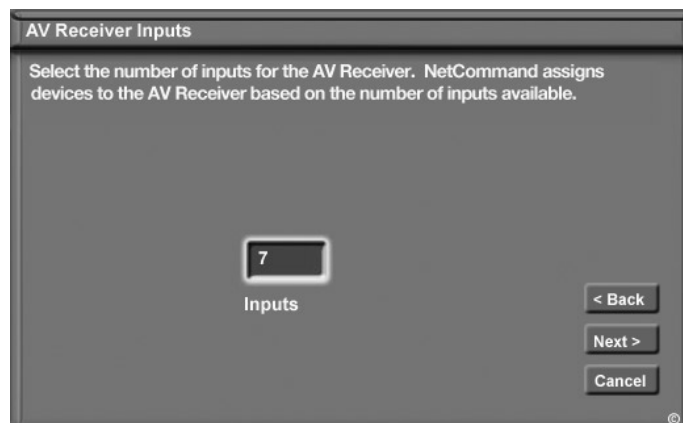 AV Receiver Inputs
Select the number of inputs for the AV Receiver.  NetCommand assigns
devices to the AV Receiver based on the number of inputs available.
7
Inputs
< Back
Next >
Cancel
©